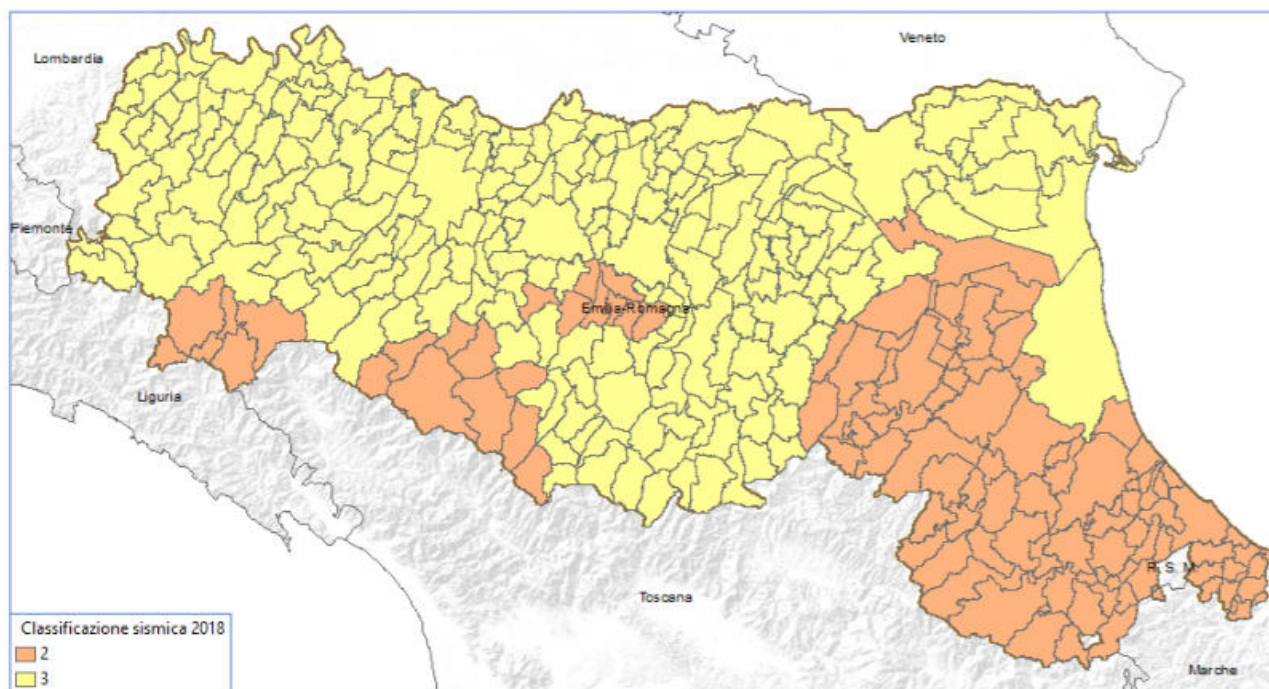 Lombardia
Veneto
Piemonte
Emilia-Romagna
Liguria
Toscana
R. S. M.
Marche
Classificazione sismica 2018
2
3